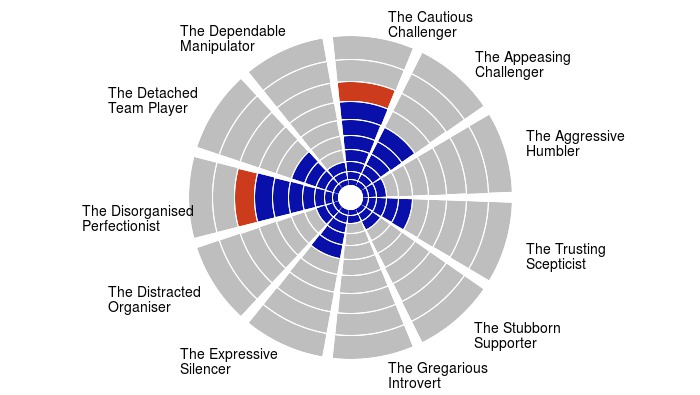 The Cautious
Challenger
The Appeasing
Challenger
The Aggressive
Humbler
The Trusting
Scepticist
The Stubborn
Supporter
The Gregarious
Introvert
The Expressive
Silencer
The Distracted
Organiser
The Disorganised
Perfectionist
The Detached
Team Player
The Dependable
Manipulator